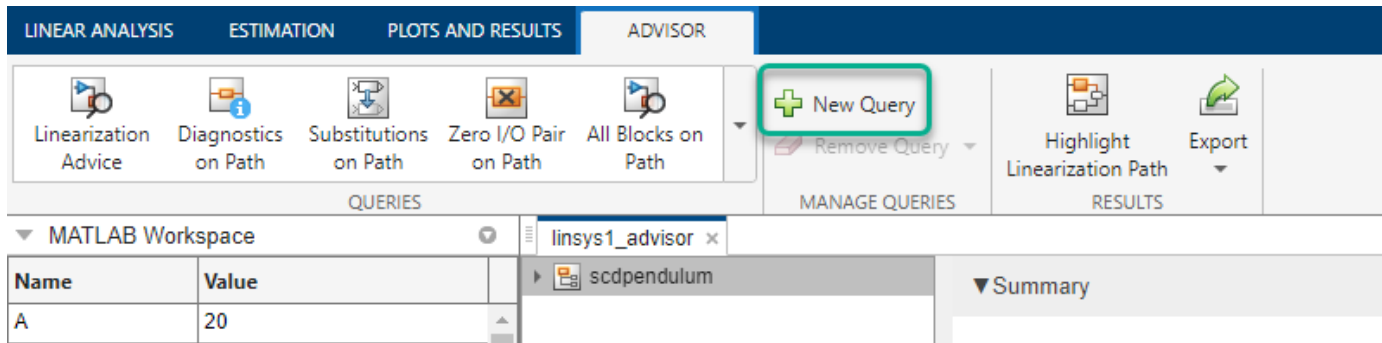 LINEAR ANALYSIS ESTIMATION PLOTS AND RESULTS ADVISOR
Linearization Advice
Diagnostics on Path
Substitutions on Path
Zero I/O Pair on Path
All Blocks on Path
New Query
Remove Query
Highlight Linearization Path
Export
QUERIES MANAGE QUERIES RESULTS
MATLAB Workspace
linsys1_advisor ×
Name Value
scdpendulum
Summary
A 20